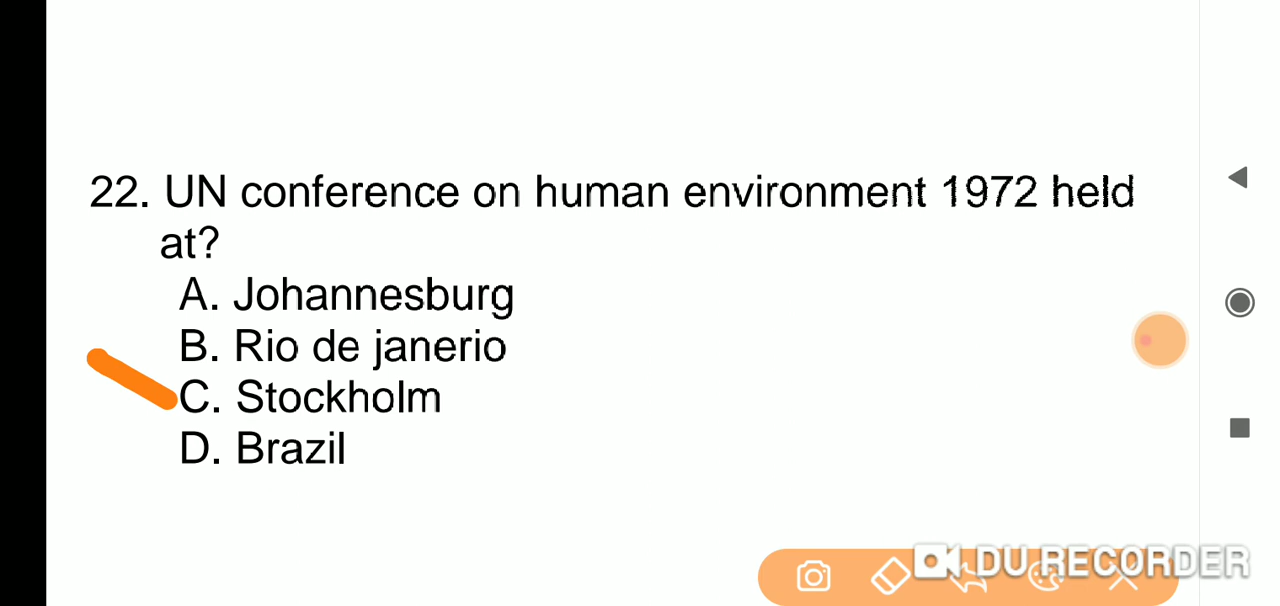 22. UN conference on human environment 1972 held
at?
A. Johannesburg
B. Rio de janerio
C. Stockholm
D. Brazil
DU RECORDER